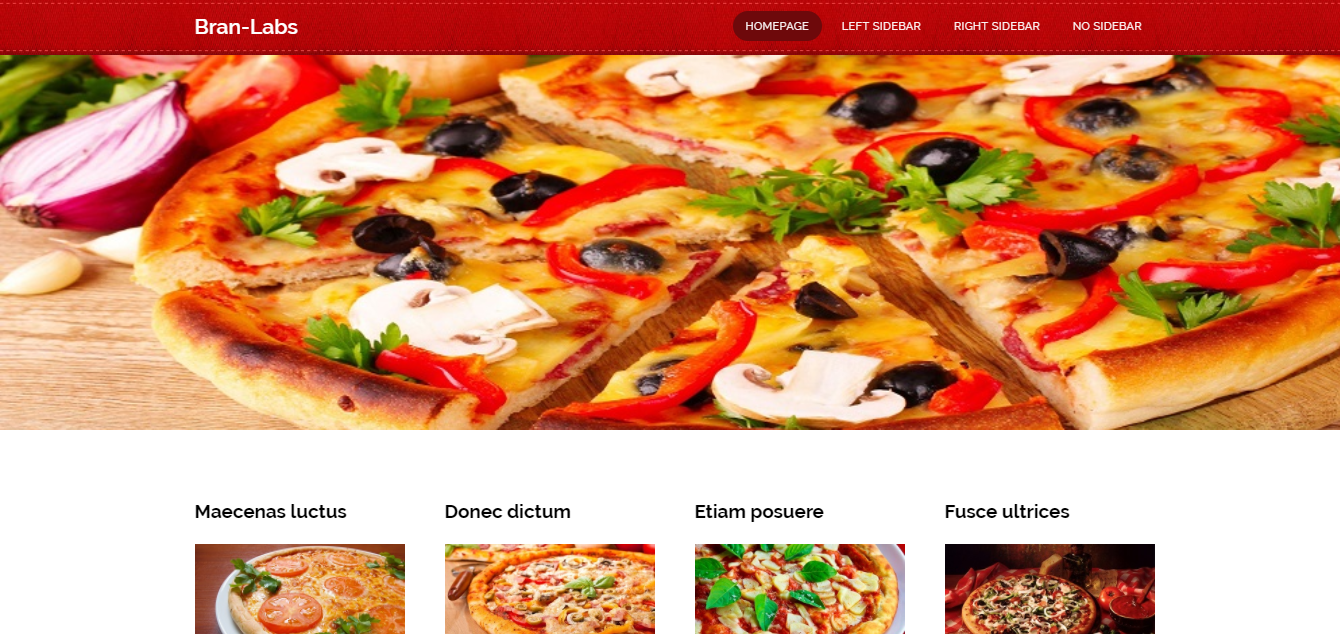 Bran-Labs
HOMEPAGE
LEFT SIDEBAR
RIGHT SIDEBAR
NO SIDEBAR
Maecenas luctus
Donec dictum
Etiam posuere
Fusce ultrices